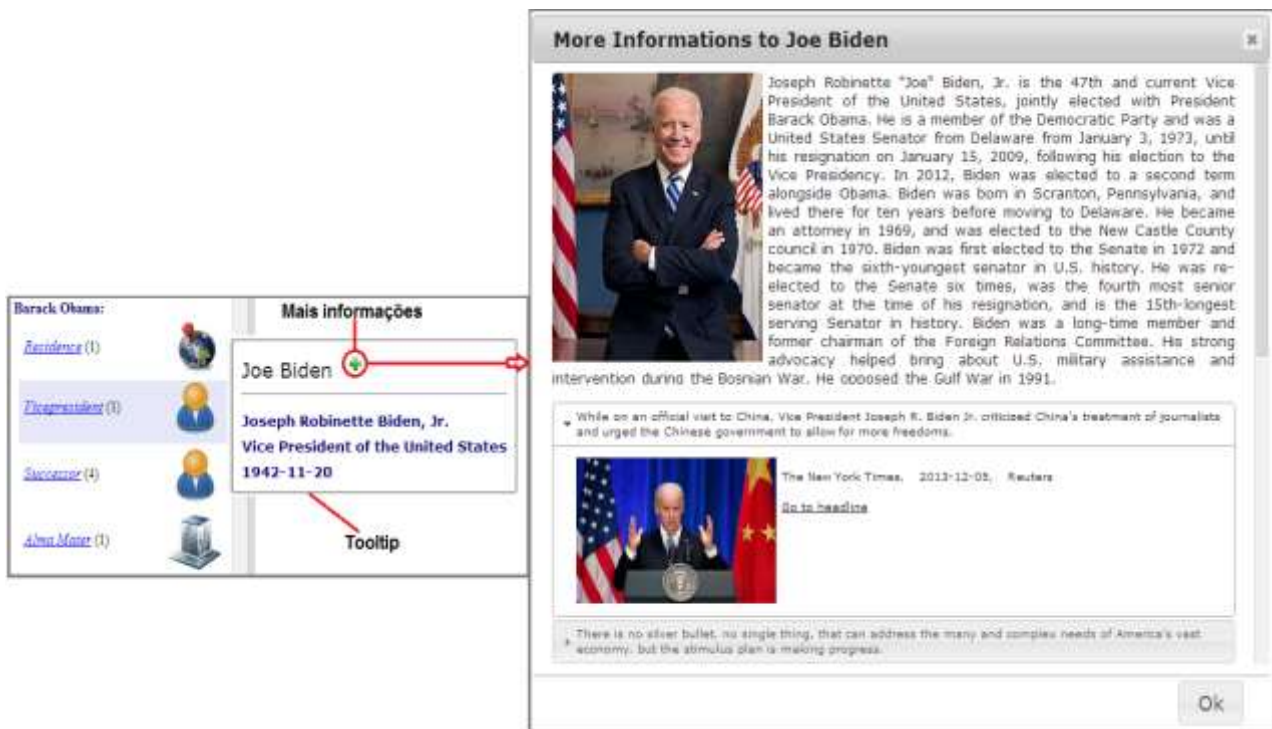 Barack Obama:
Residence (1)
Vicepresident (1)
Successor (4)
Alma Mater (1)
Mais informações
Joe Biden
Joseph Robinette Biden, Jr.
Vice President of the United States
1942-11-20
Tooltip
More Informations to Joe Biden
Joseph Robinette "Joe" Biden, Jr. is the 47th and current Vice
President of the United States, jointly elected with President
Barack Obama. He is a member of the Democratic Party and was a
United States Senator from Delaware from January 3, 1973, until
his resignation on January 15, 2009, following his election to the
Vice Presidency. In 2012, Biden was elected to a second term
alongside Obama. Biden was born in Scranton, Pennsylvania, and
lived there for ten years before moving to Delaware. He became
an attorney in 1969, and was elected to the New Castle County
council in 1970. Biden was first elected to the Senate in 1972 and
became the sixth-youngest senator in U.S. history. He was re-
elected to the Senate six times, was the fourth most senior
senator at the time of his resignation, and is the 15th-longest
serving Senator in history. Biden was a long-time member and
former chairman of the Foreign Relations Committee. His strong
advocacy helped bring about U.S. military assistance and
intervention during the Bosnian War. He opposed the Gulf War in 1991.
While on an official visit to China, Vice President Joseph R. Biden Jr. criticized China's treatment of journalists
and urged the Chinese government to allow for more freedoms.
The New York Times, 2013-12-05, Reuters
Go to headline
There is no silver bullet, no single thing, that can address the many and complex needs of America's vast
economy, but the stimulus plan is making progress.
Ok